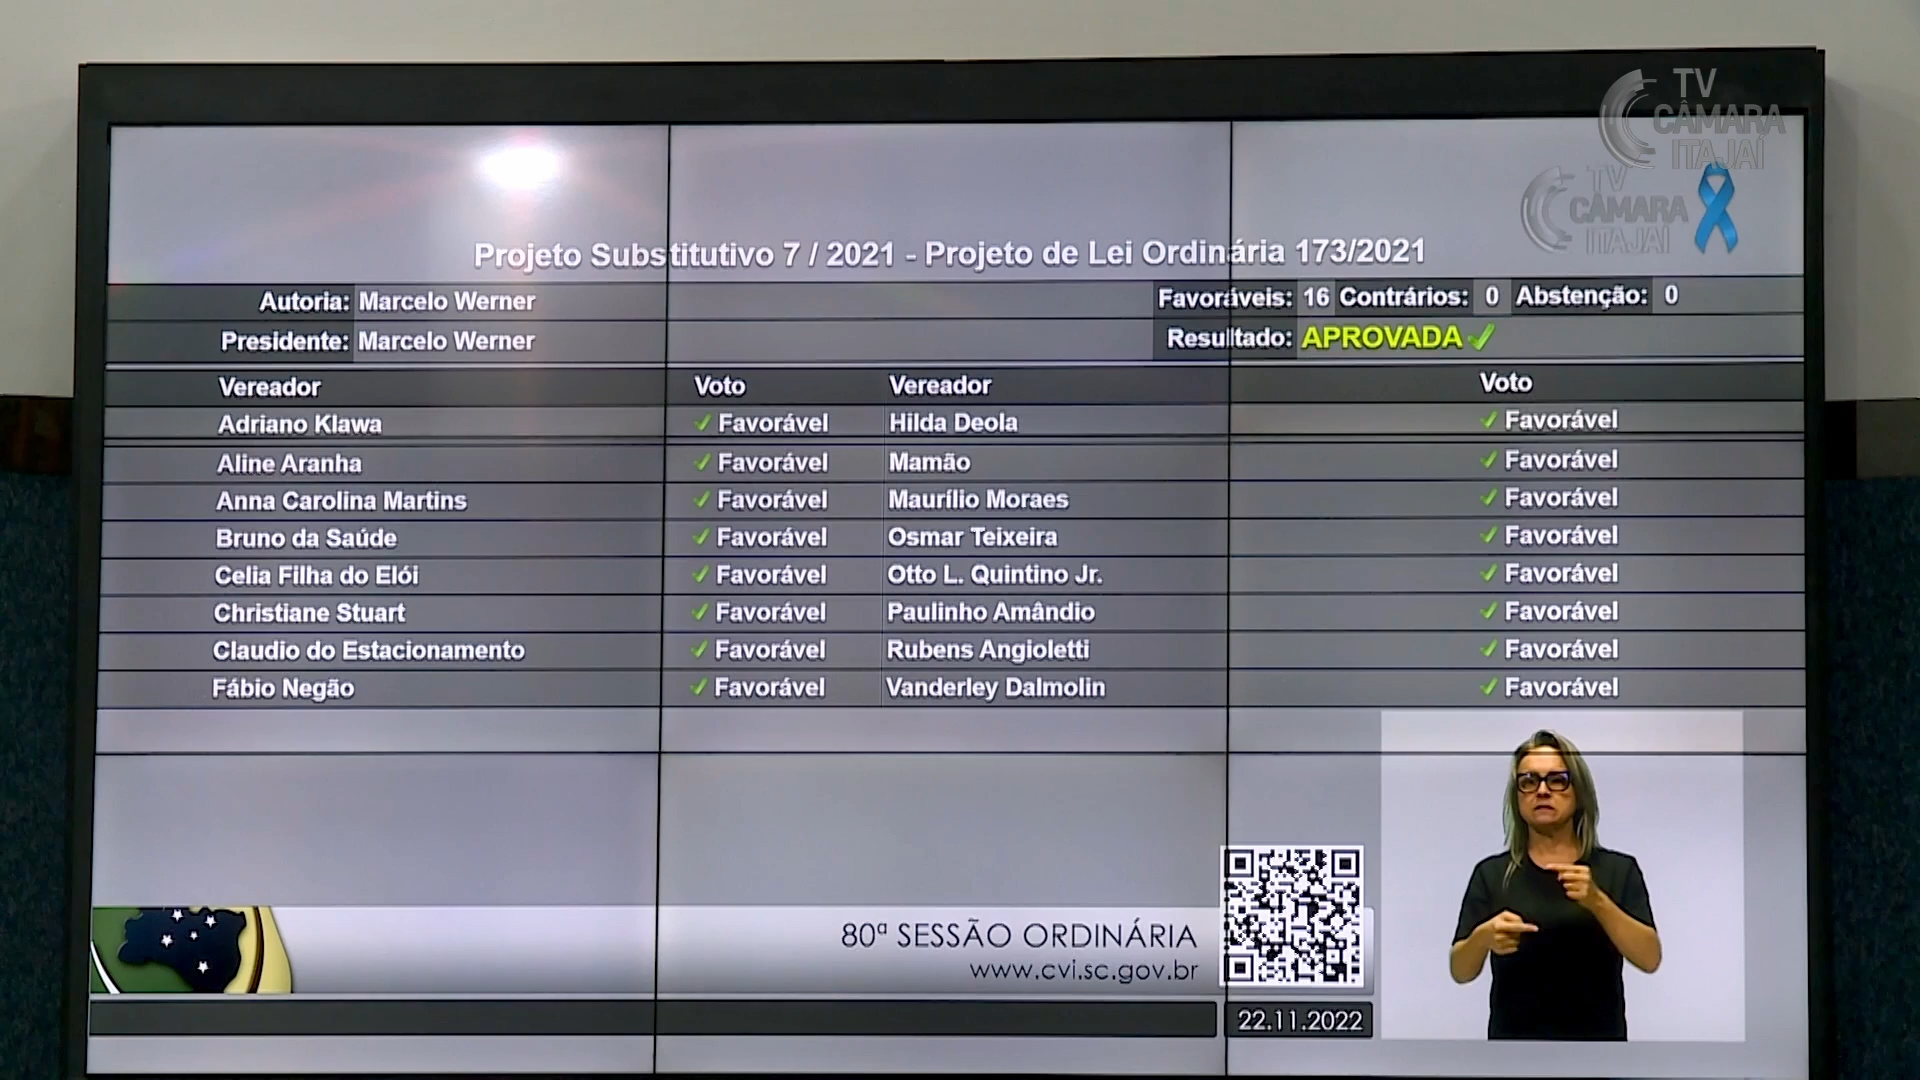 TV
CÂMARA
ITAJAÍ
TV
CÂMARA
ITAJAÍ
Projeto Substitutivo 7 / 2021 - Projeto de Lei Ordinária 173/2021
Autoria: Marcelo Werner Favoráveis: 16 Contrários: 0 Abstenção: 0
Presidente: Marcelo Werner Resultado: APROVADA
Vereador Voto Vereador Voto
Adriano Klawa Favorável Hilda Deola Favorável
Aline Aranha Favorável Mamão Favorável
Anna Carolina Martins Favorável Maurílio Moraes Favorável
Bruno da Saúde Favorável Osmar Teixeira Favorável
Celia Filha do Elói Favorável Otto L. Quintino Jr. Favorável
Christiane Stuart Favorável Paulinho Amândio Favorável
Claudio do Estacionamento Favorável Rubens Angioletti Favorável
Fábio Negão Favorável Vanderley Dalmolin Favorável
80ª SESSÃO ORDINÁRIA
www.cvi.sc.gov.br
22.11.2022